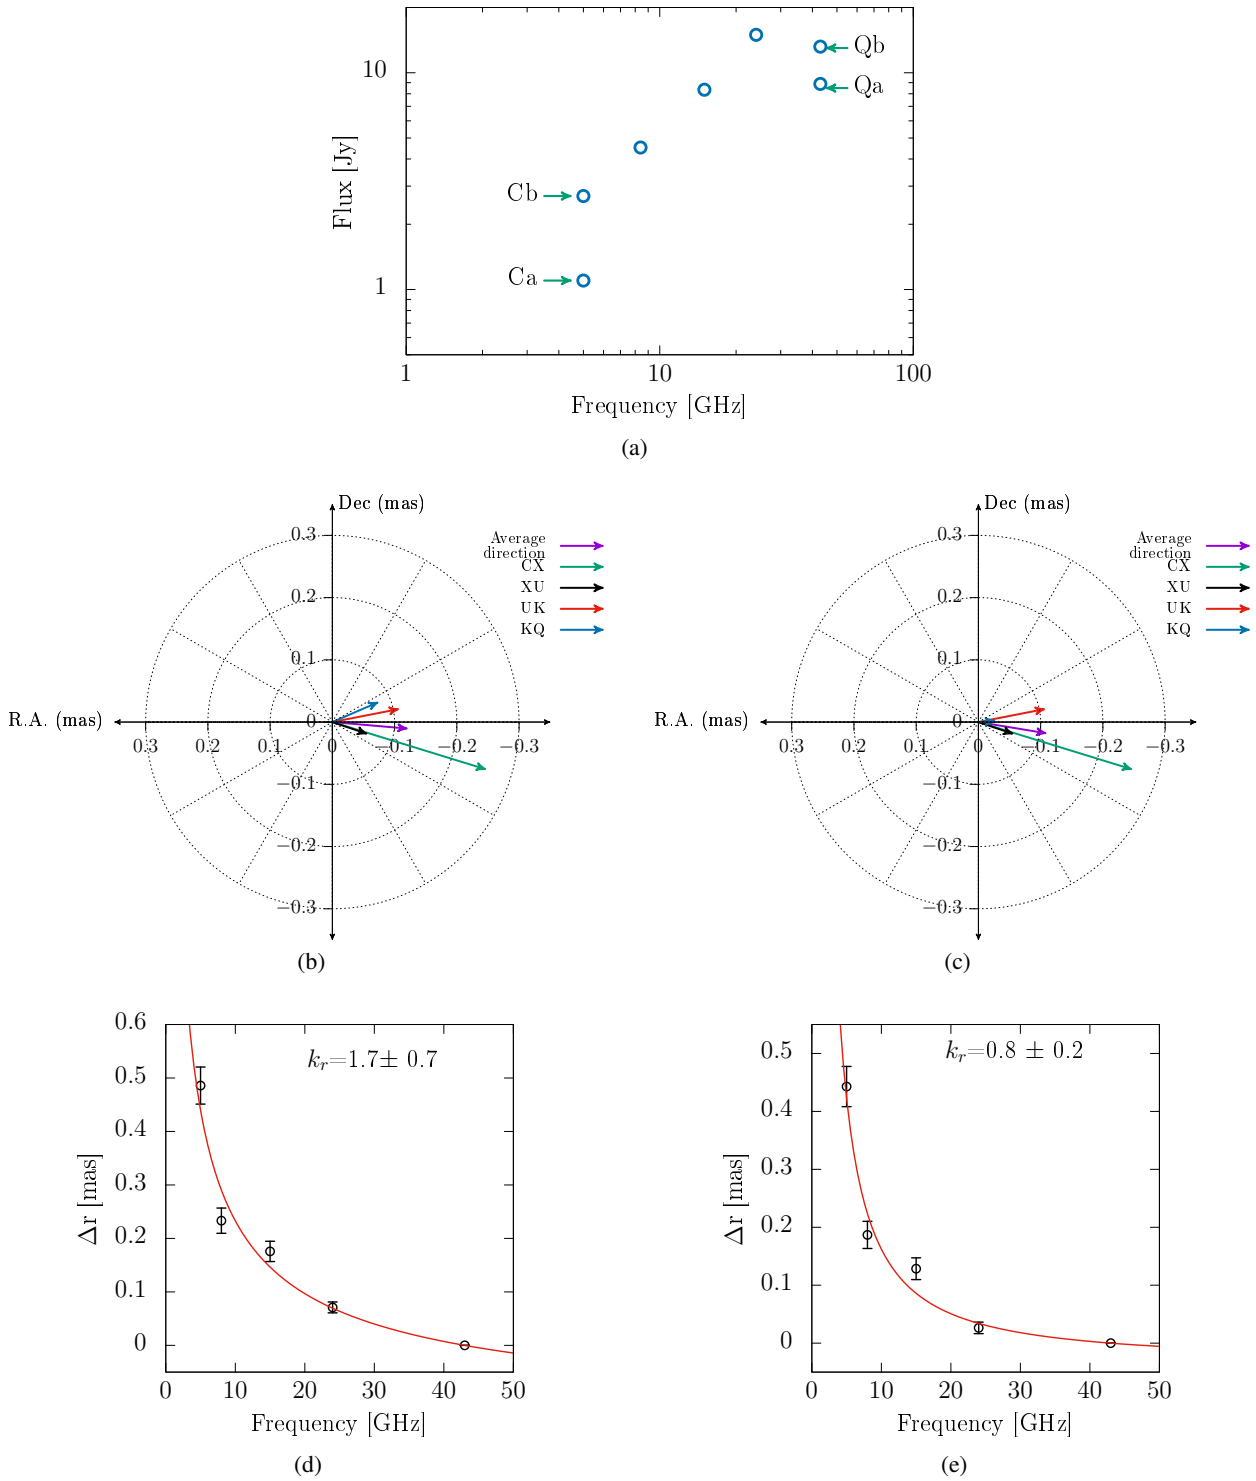 10
1
Flux [Jy]
Qb
Qa
Cb
Ca
1 10 100
Frequency [GHz]
(a)
Dec (mas)
0.3
0.2
0.1
0
−0.1
−0.2
−0.3
R.A. (mas)
0.3 0.2 0.1 0 −0.1 −0.2 −0.3
Average
direction
CX
XU
UK
KQ
(b)
Dec (mas)
0.3
0.2
0.1
0
−0.1
−0.2
−0.3
R.A. (mas)
0.3 0.2 0.1 0 −0.1 −0.2 −0.3
Average
direction
CX
XU
UK
KQ
(c)
0.6
0.5
0.4
0.3
0.2
0.1
0
Δr [mas]
k_r=1.7± 0.7
0 10 20 30 40 50
Frequency [GHz]
(d)
0.5
0.4
0.3
0.2
0.1
0
Δr [mas]
k_r=0.8 ± 0.2
0 10 20 30 40 50
Frequency [GHz]
(e)